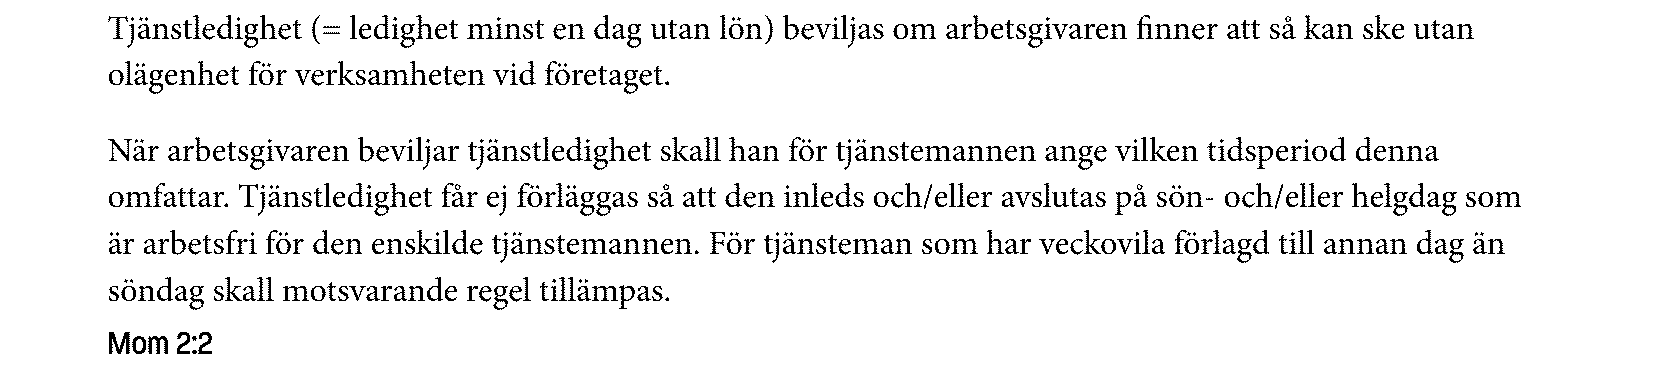 Tjänstledighet (= ledighet minst en dag utan lön) beviljas om arbetsgivaren finner att så kan ske utan
olägenhet för verksamheten vid företaget.
När arbetsgivaren beviljar tjänstledighet skall han för tjänstemannen ange vilken tidsperiod denna
omfattar. Tjänstledighet får ej förläggas så att den inleds och/eller avslutas på sön- och/eller helgdag som
är arbetsfri för den enskilde tjänstemannen. För tjänsteman som har veckovila förlagd till annan dag än
söndag skall motsvarande regel tillämpas.
Mom 2:2